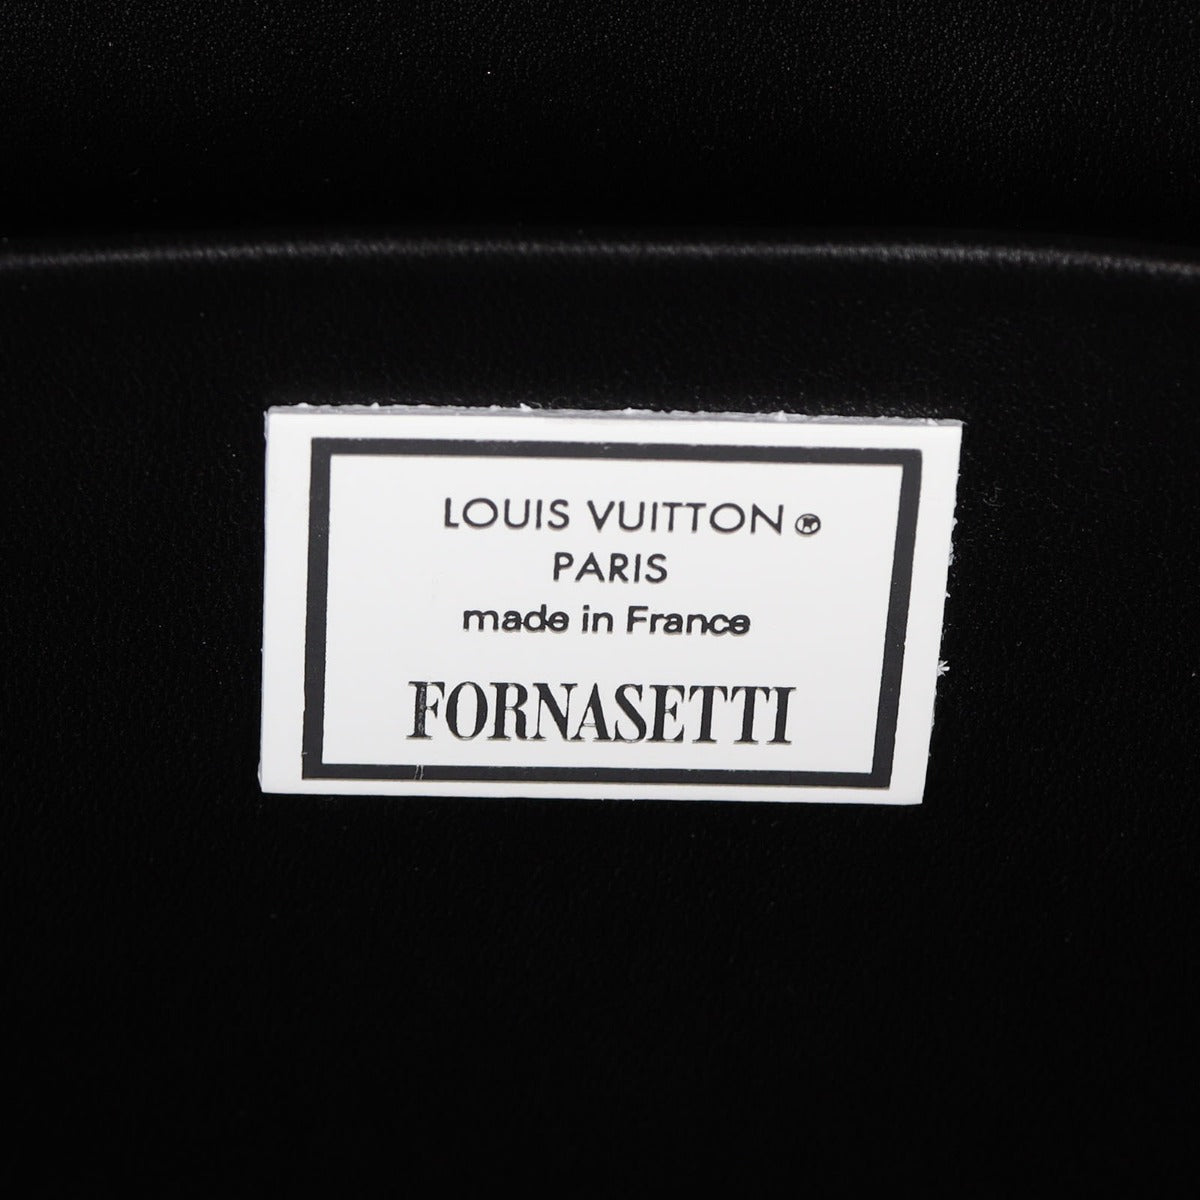 LOUIS VUITTON®
PARIS
made in France
FORNASETTI